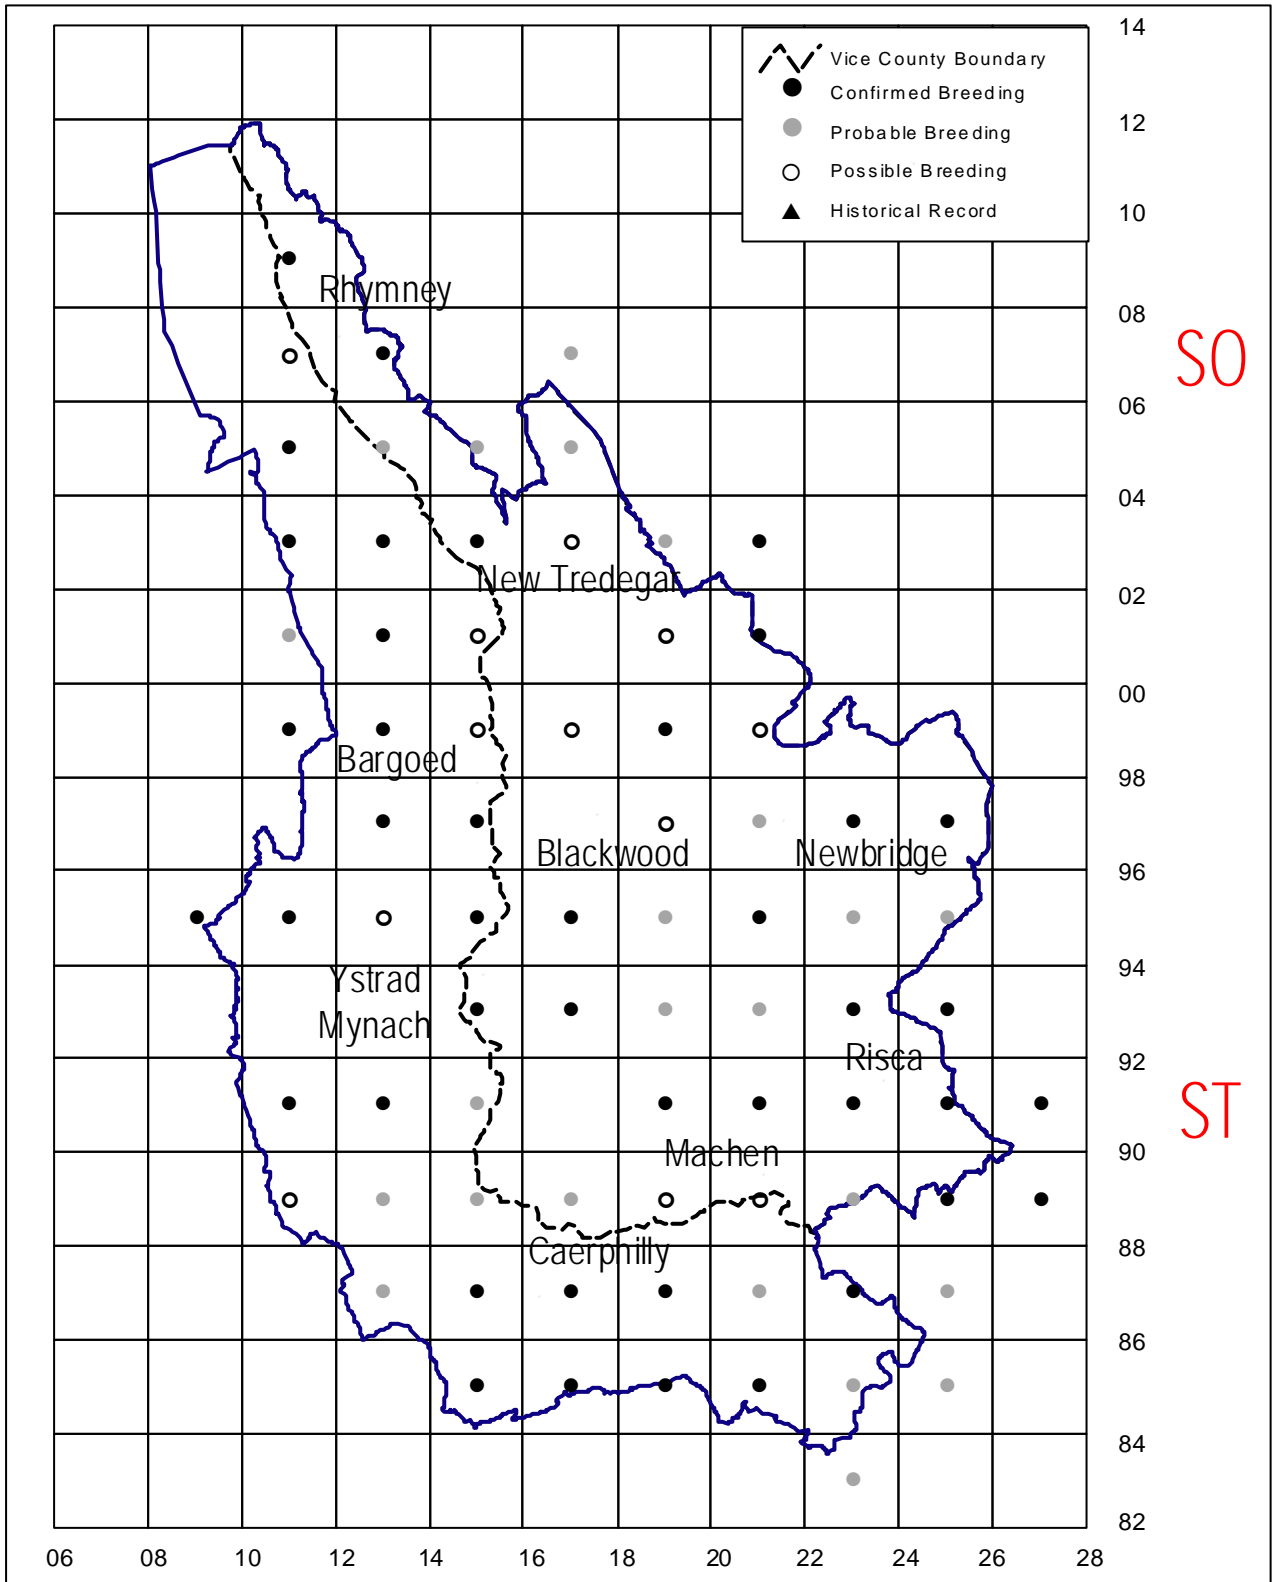 14
Vice County Boundary
Confirmed Breeding
12
Probable Breeding
Possible Breeding
Historical Record
10
Rhymney
08
SO
06
04
New Tredegar
02
00
Bargoed
98
Blackwood
Newbridge
96
Ystrad
Mynach
94
Risca
92
ST
Machen
90
Caerphilly
88
86
84
82
06 08 10 12 14 16 18 20 22 24 26 28